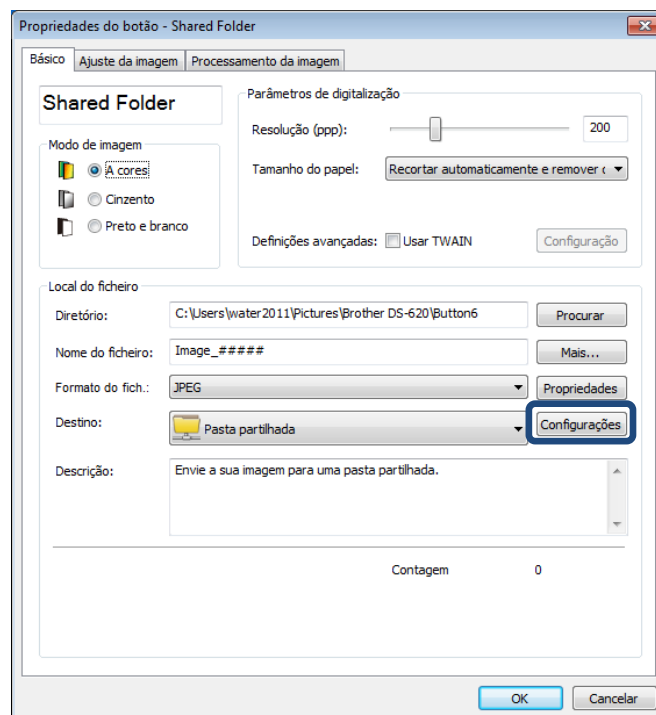 Propriedades do botão - Shared Folder
Básico Ajuste da imagem Processamento da imagem
Shared Folder
Modo de imagem
A cores
Cinzento
Preto e branco
Parâmetros de digitalização
Resolução (ppp): 200
Tamanho do papel: Recortar automaticamente e remover
Definições avançadas: Usar TWAIN Configuração
Local do ficheiro
Diretório: C:\Users\water2011\Pictures\Brother DS-620\Button6 Procurar
Nome do ficheiro: Image_##### Mais...
Formato do fich.: JPEG Propriedades
Destino: Pasta partilhada Configurações
Descrição: Envie a sua imagem para uma pasta partilhada.
Contagem 0
OK Cancelar